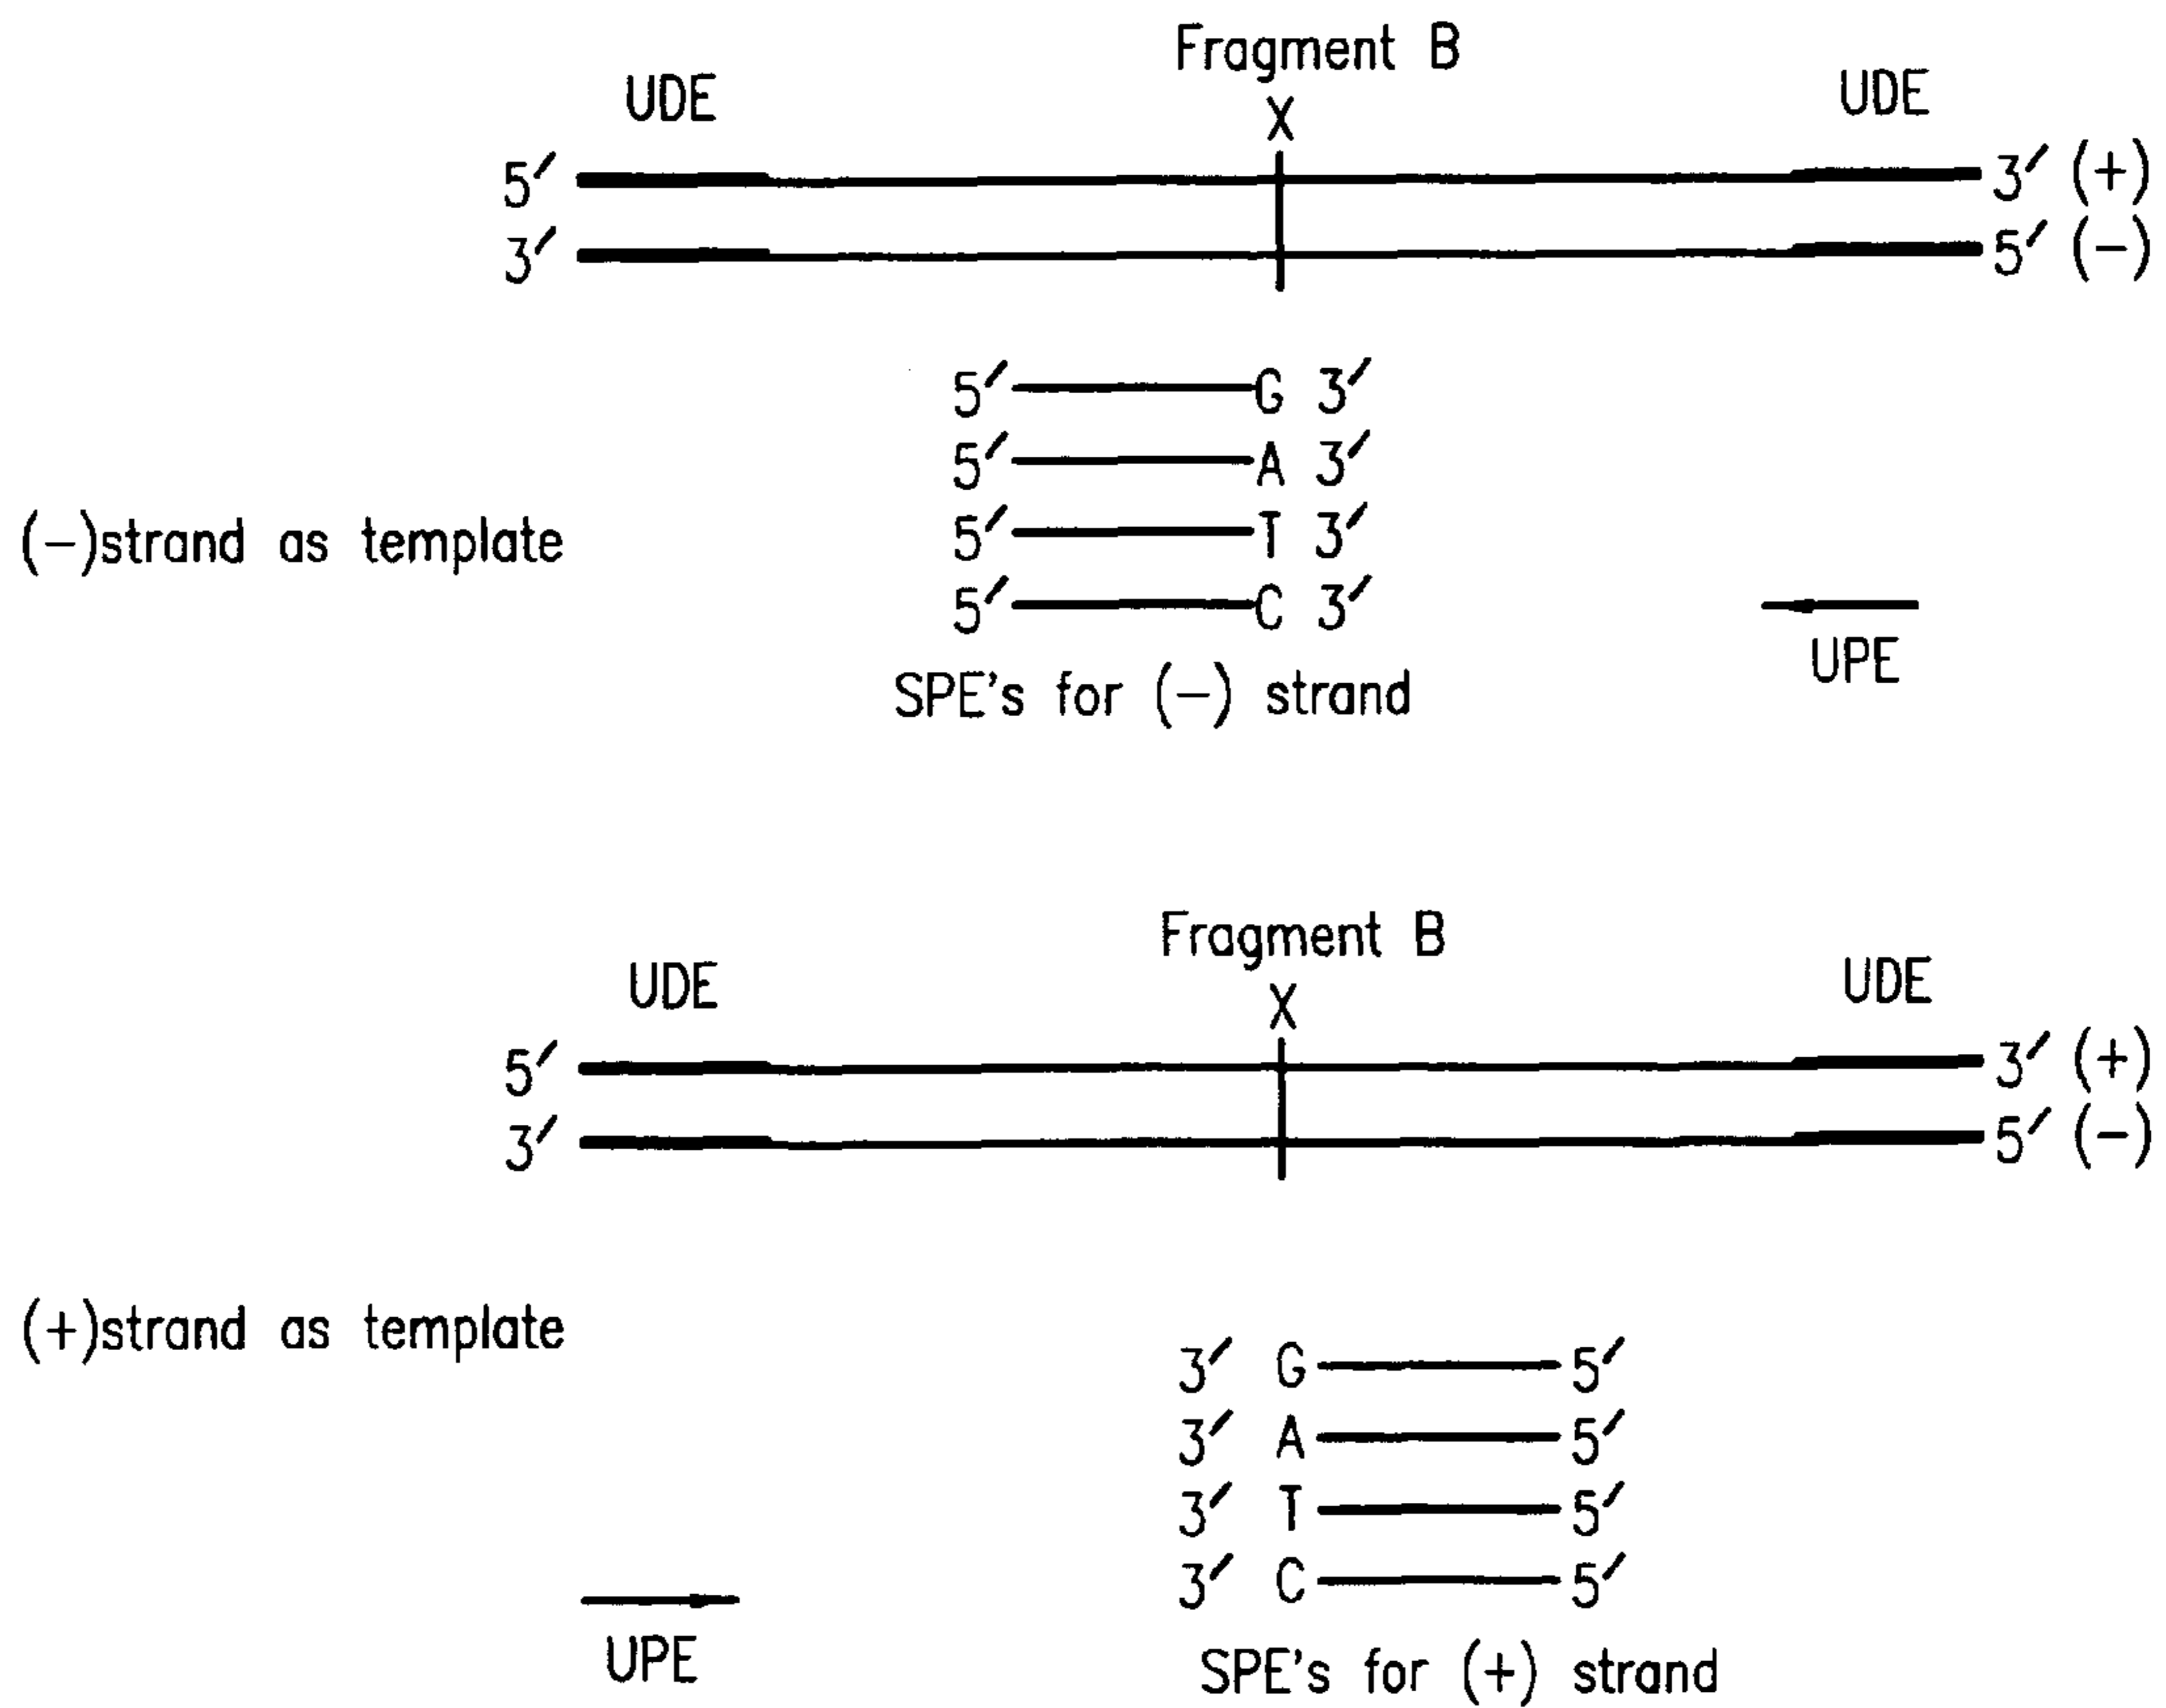 Fragment B
UDE X UDE
5′ 3′ (+)
3′ 5′ (−)
5′ G 3′
5′ A 3′
(−)strand as template 5′ T 3′
5′ C 3′
UPE
SPE's for (−) strand
Fragment B
UDE X UDE
5′ 3′ (+)
3′ 5′ (−)
(+)strand as template
3′ G 5′
3′ A 5′
3′ T 5′
3′ C 5′
UPE SPE's for (+) strand